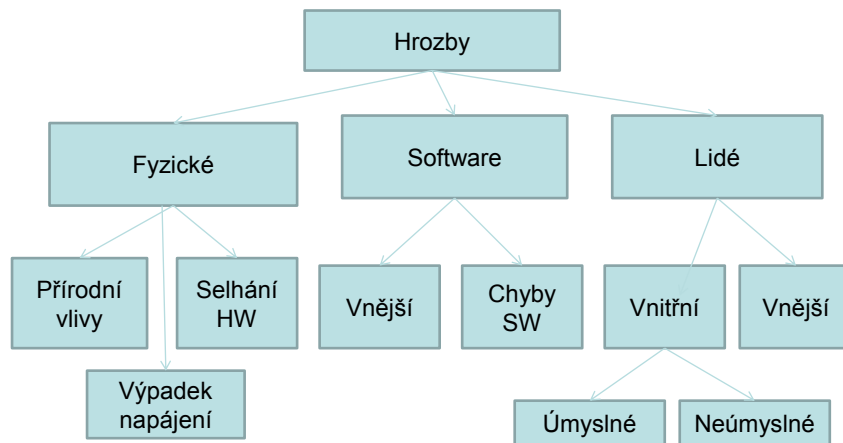 Hrozby
Fyzické
Software
Lidé
Přírodní
vlivy
Selhání
HW
Vnější
Chyby
SW
Vnitřní
Vnější
Výpadek
napájení
Úmyslné
Neúmyslné